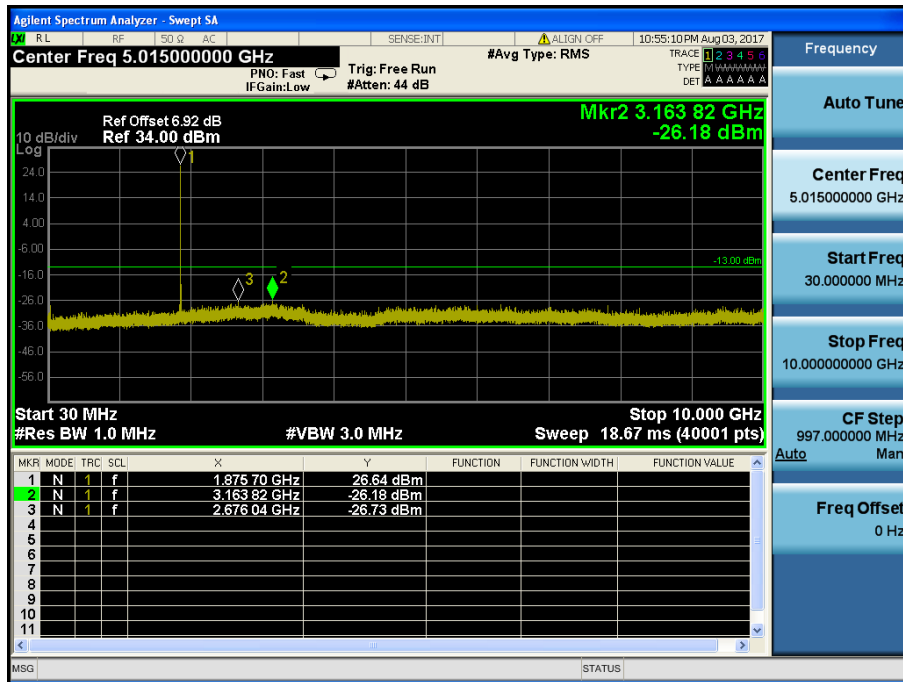 Agilent Spectrum Analyzer - Swept SA
LXI RL RF 50 Ω AC SENSE:INT ALIGN OFF 10:55:10 PM Aug 03, 2017
Center Freq 5.015000000 GHz #Avg Type: RMS TRACE 1 2 3 4 5 6
PNO: Fast Trig: Free Run TYPE M WWWWW
IFGain:Low #Atten: 44 dB DET A A A A A A
Frequency
Auto Tune
Center Freq
5.015000000 GHz
Start Freq
30.000000 MHz
Stop Freq
10.000000000 GHz
CF Step
997.000000 MHz
Auto Man
Freq Offset
0 Hz
Mkr2 3.163 82 GHz
-26.18 dBm
Ref Offset 6.92 dB
10 dB/div Ref 34.00 dBm
Log
1
24.0
14.0
4.00
-6.00
-13.00 dBm
-16.0
3 2
-26.0
-36.0
-46.0
-56.0
Start 30 MHz Stop 10.000 GHz
#Res BW 1.0 MHz #VBW 3.0 MHz Sweep 18.67 ms (40001 pts)
MKR MODE TRC SCL X Y FUNCTION FUNCTION WIDTH FUNCTION VALUE
1 N 1 f 1.875 70 GHz 26.64 dBm
2 N 1 f 3.163 82 GHz -26.18 dBm
3 N 1 f 2.676 04 GHz -26.73 dBm
4
5
6
7
8
9
10
11
MSG STATUS